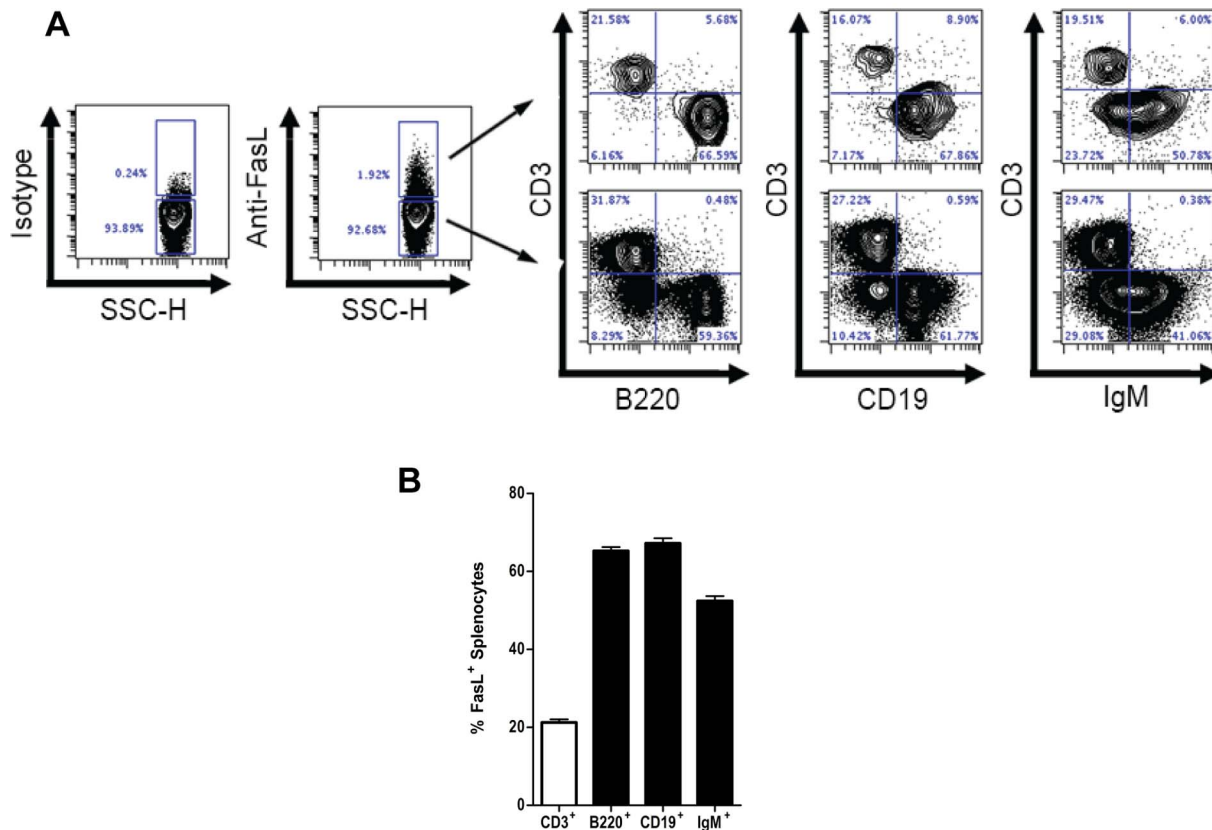 A
Isotype
0.24%
93.89%
SSC-H
Anti-FasL
1.92%
92.68%
SSC-H
CD3
21.58% 5.68%
6.16% 66.59%
31.87% 0.48%
8.29% 59.36%
B220
CD3
16.07% 8.90%
7.17% 67.86%
27.22% 0.59%
10.42% 61.77%
CD19
CD3
19.51% 6.00%
23.72% 50.78%
29.47% 0.38%
29.08% 41.06%
IgM
B
% FasL+ Splenocytes
80
60
40
20
0
CD3+ B220+ CD19+ IgM+